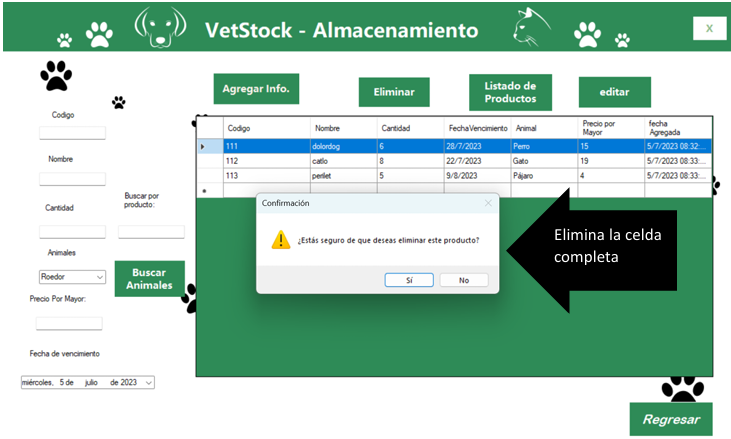 VetStock - Almacenamiento
X
Agregar Info.
Eliminar
Listado de
Productos
editar
Codigo
Nombre
Cantidad
Buscar por
producto:
Animales
Roedor
Buscar
Animales
Precio Por Mayor:
Fecha de vencimiento
miércoles, 5 de julio de 2023
Codigo Nombre Cantidad FechaVencimiento Animal Precio por Mayor fecha Agregada
111 dolordog 6 28/7/2023 Perro 15 5/7/2023 08:32:...
112 catlo 8 22/7/2023 Gato 19 5/7/2023 08:33:...
113 perilet 5 9/8/2023 Pájaro 4 5/7/2023 08:33:...
Confirmación
¿Estás seguro de que deseas eliminar este producto?
Sí
No
Elimina la celda
completa
Regresar